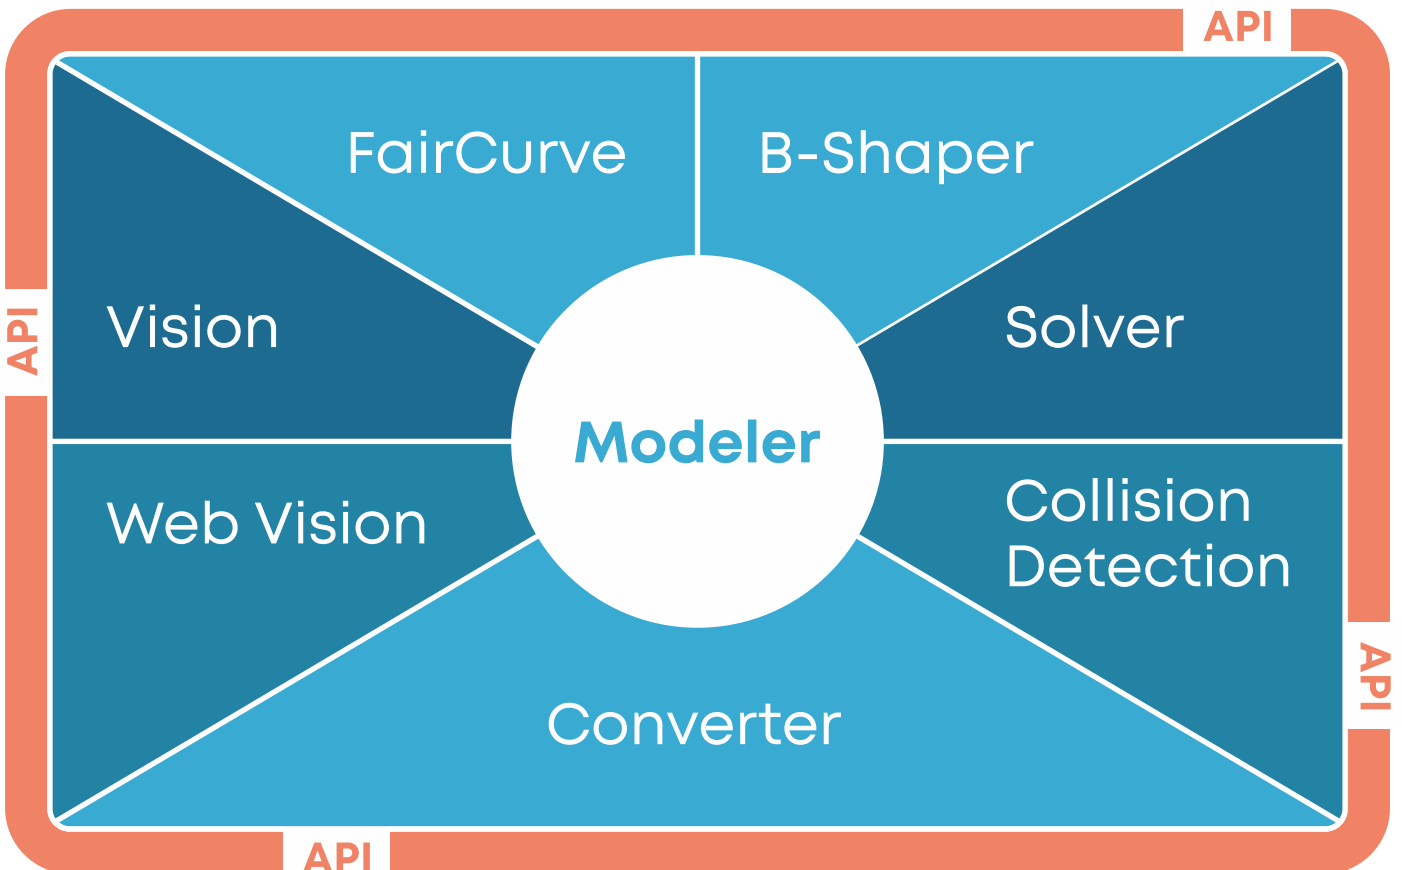 API
FairCurve
B-Shaper
Vision
Solver
API
Modeler
Web Vision
Collision
Detection
API
Converter
API